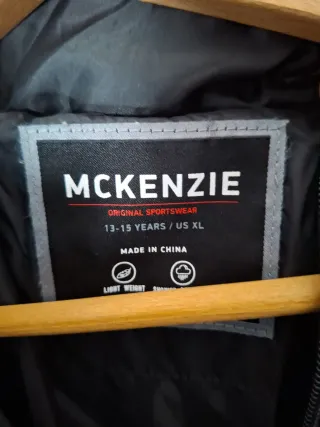 MCKENZIE
ORIGINAL SPORTSWEAR
13-15 YEARS / US XL
MADE IN CHINA
LIGHT WEIGHT